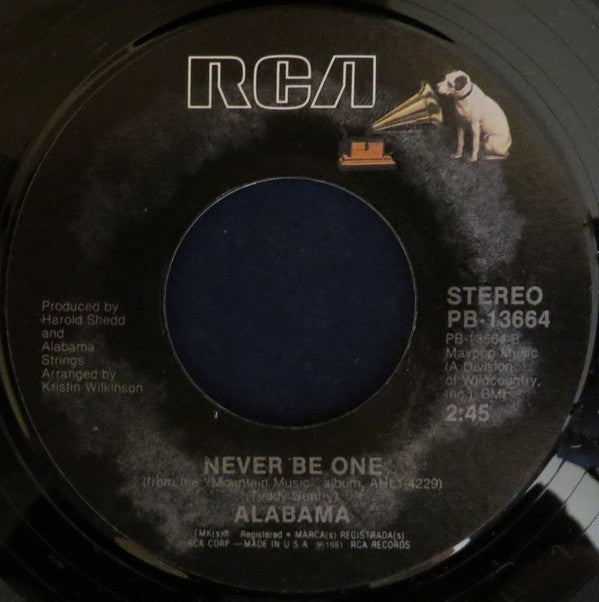 RCA
Produced by
Harold Shedd
and
Alabama
Strings
Arranged by
Kristin Wilkinson
STEREO
PB-13664
PB-13664-B
Maypop Music
(A Division
of Wildcountry,
Inc.) BMI
2:45
NEVER BE ONE
(from the "Mountain Music" album, AHL1-4229)
(Teddy Gentry)
ALABAMA
TMK(s)® Registered • MARCA(s) REGISTRADA(s)
RCA CORP—MADE IN U.S.A ℗1981 RCA RECORDS